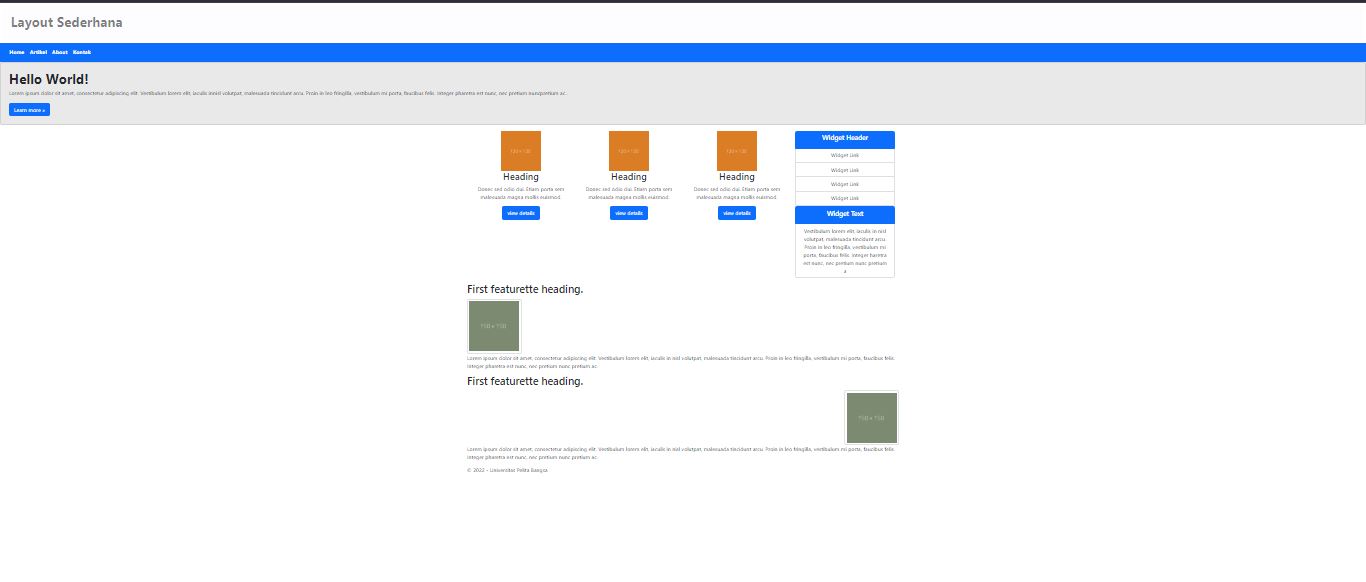 Layout Sederhana
Home Artikel About Kontak
Hello World!
Lorem ipsum dolor sit amet, consectetur adipiscing elit. Vestibulum lorem elit, iaculis innisl volutpat, malesuada tincidunt arcu. Proin in leo fringilla, vestibulum mi porta, faucibus felis. Integer pharetra est nunc, nec pretium nuncpretium ac.
Learn more »
120 × 120
120 × 120
120 × 120
Heading
Heading
Heading
Donec sed odio dui. Etiam porta sem
malesuada magna mollis euismod.
Donec sed odio dui. Etiam porta sem
malesuada magna mollis euismod.
Donec sed odio dui. Etiam porta sem
malesuada magna mollis euismod.
view details
view details
view details
Widget Header
Widget Link
Widget Link
Widget Link
Widget Link
Widget Text
Vestibulum lorem elit, iaculis in nisl
volutpat, malesuada tincidunt arcu.
Proin in leo fringilla, vestibulum mi
porta, faucibus felis. Integer haretra
est nunc, nec pretium nunc pretium
a
First featurette heading.
150 × 150
Lorem ipsum dolor sit amet, consectetur adipiscing elit. Vestibulum lorem elit, iaculis in nisl volutpat, malesuada tincidunt arcu. Proin in leo fringilla, vestibulum mi porta, faucibus felis.
Integer pharetra est nunc, nec pretium nunc pretium ac.
First featurette heading.
150 × 150
Lorem ipsum dolor sit amet, consectetur adipiscing elit. Vestibulum lorem elit, iaculis in nisl volutpat, malesuada tincidunt arcu. Proin in leo fringilla, vestibulum mi porta, faucibus felis.
Integer pharetra est nunc, nec pretium nunc pretium ac.
© 2022 - Universitas Pelita Bangsa